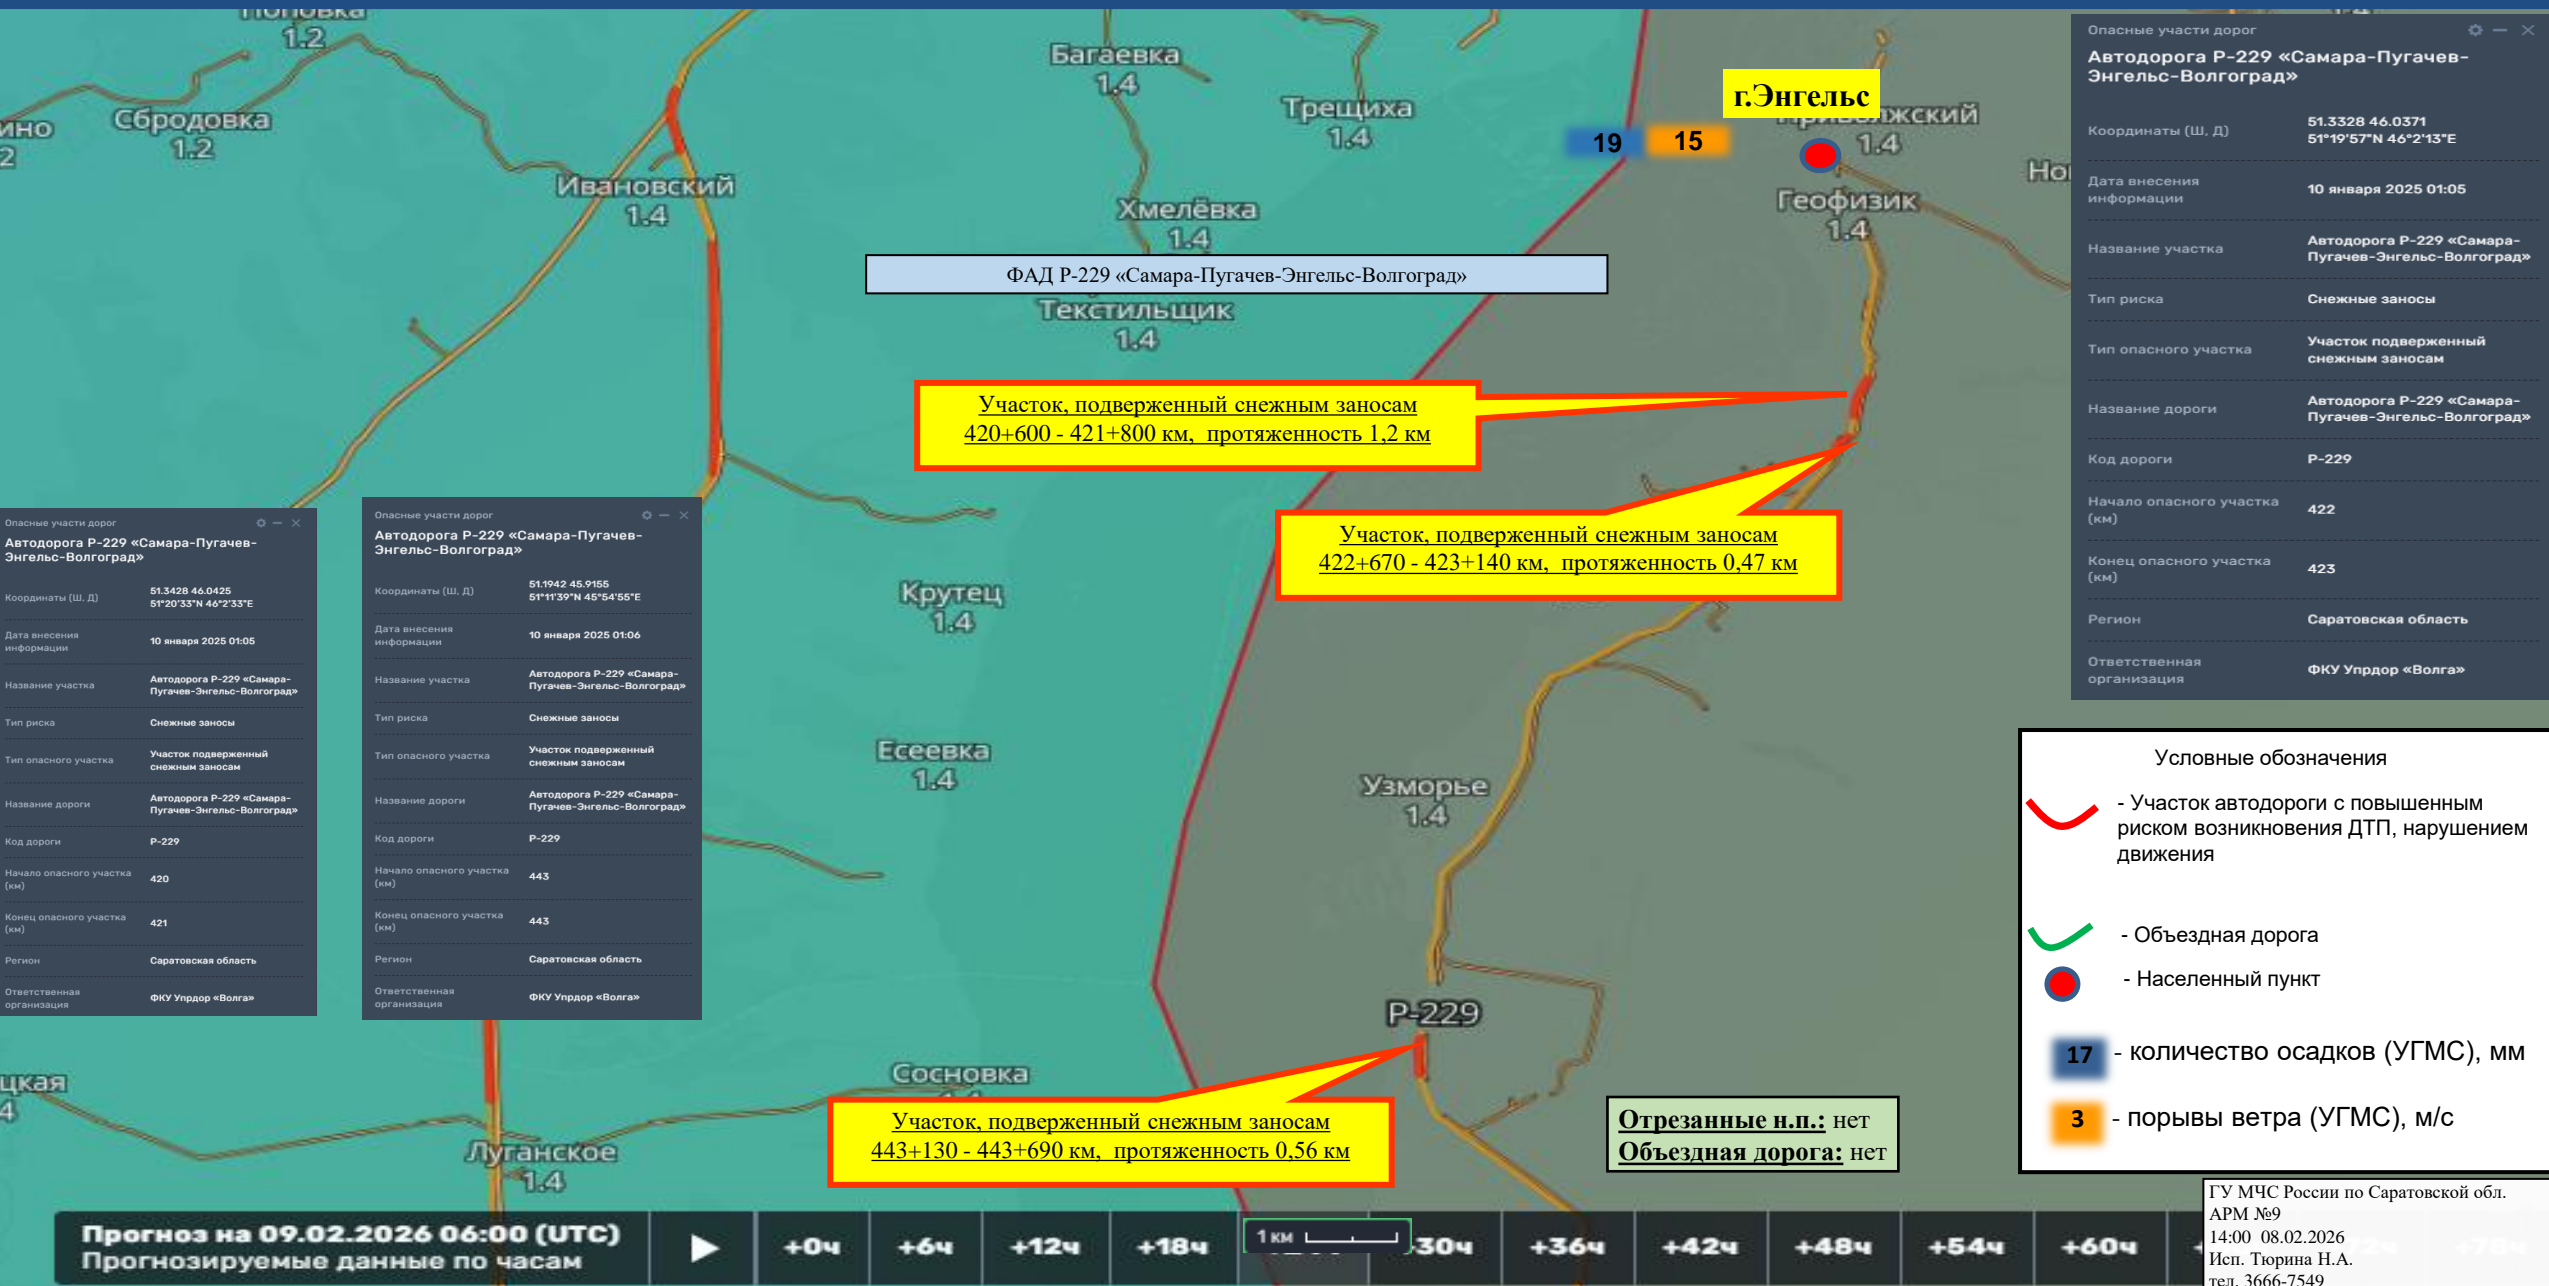 Поповка
1.2
Сбродовка
1.2
ино
2
Багаевка
1.4
Трещиха
1.4
г.Энгельс
Приволжский
1.4
19
15
Геофизик
1.4
Но
Ивановский
1.4
Хмелёвка
1.4
ФАД Р-229 «Самара-Пугачев-Энгельс-Волгоград»
Текстильщик
1.4
Участок, подверженный снежным заносам
420+600 - 421+800 км, протяженность 1,2 км
Участок, подверженный снежным заносам
422+670 - 423+140 км, протяженность 0,47 км
Крутец
1.4
Есеевка
1.4
Узморье
1.4
Р-229
Сосновка
1.4
Участок, подверженный снежным заносам
443+130 - 443+690 км, протяженность 0,56 км
цкая
4
Луганское
1.4
Отрезанные н.п.: нет
Объездная дорога: нет
Опасные участи дорог
Автодорога Р-229 «Самара-Пугачев-
Энгельс-Волгоград»
Координаты (Ш, Д)
51.3428 46.0425
51°20'33"N 46°2'33"E
Дата внесения
информации
10 января 2025 01:05
Название участка
Автодорога Р-229 «Самара-
Пугачев-Энгельс-Волгоград»
Тип риска
Снежные заносы
Тип опасного участка
Участок подверженный
снежным заносам
Название дороги
Автодорога Р-229 «Самара-
Пугачев-Энгельс-Волгоград»
Код дороги
Р-229
Начало опасного участка
(км)
420
Конец опасного участка
(км)
421
Регион
Саратовская область
Ответственная
организация
ФКУ Упрдор «Волга»
Опасные участи дорог
Автодорога Р-229 «Самара-Пугачев-
Энгельс-Волгоград»
Координаты (Ш, Д)
51.1942 45.9155
51°11'39"N 45°54'55"E
Дата внесения
информации
10 января 2025 01:06
Название участка
Автодорога Р-229 «Самара-
Пугачев-Энгельс-Волгоград»
Тип риска
Снежные заносы
Тип опасного участка
Участок подверженный
снежным заносам
Название дороги
Автодорога Р-229 «Самара-
Пугачев-Энгельс-Волгоград»
Код дороги
Р-229
Начало опасного участка
(км)
443
Конец опасного участка
(км)
443
Регион
Саратовская область
Ответственная
организация
ФКУ Упрдор «Волга»
Опасные участи дорог
Автодорога Р-229 «Самара-Пугачев-
Энгельс-Волгоград»
Координаты (Ш, Д)
51.3328 46.0371
51°19'57"N 46°2'13"E
Дата внесения
информации
10 января 2025 01:05
Название участка
Автодорога Р-229 «Самара-
Пугачев-Энгельс-Волгоград»
Тип риска
Снежные заносы
Тип опасного участка
Участок подверженный
снежным заносам
Название дороги
Автодорога Р-229 «Самара-
Пугачев-Энгельс-Волгоград»
Код дороги
Р-229
Начало опасного участка
(км)
422
Конец опасного участка
(км)
423
Регион
Саратовская область
Ответственная
организация
ФКУ Упрдор «Волга»
Условные обозначения
- Участок автодороги с повышенным
риском возникновения ДТП, нарушением
движения
- Объездная дорога
- Населенный пункт
17 - количество осадков (УГМС), мм
3 - порывы ветра (УГМС), м/с
ГУ МЧС России по Саратовской обл.
АРМ №9
14:00 08.02.2026
Исп. Тюрина Н.А.
тел. 3666-7549
Прогноз на 09.02.2026 06:00 (UTC)
Прогнозируемые данные по часам
+0ч +6ч +12ч +18ч 1 км 30ч +36ч +42ч +48ч +54ч +60ч